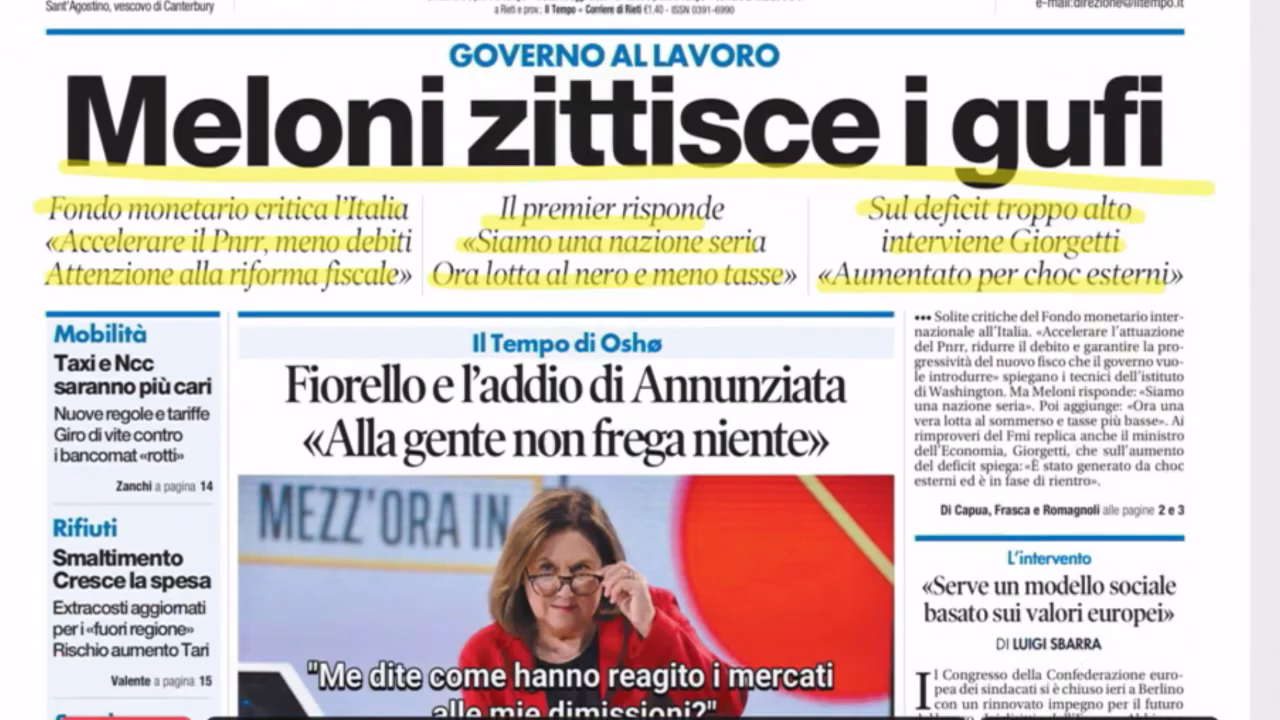 Sant'Agostino, vescovo di Canterbury
a Rieti e prov.: Il Tempo + Corriere di Rieti €1,40 - ISSN 0391-6990
e-mail:direzione@iltempo.it
GOVERNO AL LAVORO
Meloni zittisce i gufi
Fondo monetario critica l'Italia
«Accelerare il Pnrr, meno debiti
Attenzione alla riforma fiscale»
Il premier risponde
«Siamo una nazione seria
Ora lotta al nero e meno tasse»
Sul deficit troppo alto
interviene Giorgetti
«Aumentato per choc esterni»
Mobilità
Taxi e Ncc
saranno più cari
Nuove regole e tariffe
Giro di vite contro
i bancomat «rotti»
Zanchi a pagina 14
Rifiuti
Smaltimento
Cresce la spesa
Extracosti aggiornati
per i «fuori regione»
Rischio aumento Tari
Valente a pagina 15
Il Tempo di Oshø
Fiorello e l'addio di Annunziata
«Alla gente non frega niente»
MEZZ'ORA IN
"Me dite come hanno reagito i mercati
alle mie dimissioni?"
••• Solite critiche del Fondo monetario inter-
nazionale all'Italia. «Accelerare l'attuazione
del Pnrr, ridurre il debito e garantire la pro-
gressività del nuovo fisco che il governo vuo-
le introdurre» spiegano i tecnici dell'istituto
di Washington. Ma Meloni risponde: «Siamo
una nazione seria». Poi aggiunge: «Ora una
vera lotta al sommerso e tasse più basse». Ai
rimproveri del Fmi replica anche il ministro
dell'Economia, Giorgetti, che sull'aumento
del deficit spiega: «È stato generato da choc
esterni ed è in fase di rientro».
Di Capua, Frasca e Romagnoli alle pagine 2 e 3
L'intervento
«Serve un modello sociale
basato sui valori europei»
DI LUIGI SBARRA
Il Congresso della Confederazione euro-
pea dei sindacati si è chiuso ieri a Berlino
con un rinnovato impegno per il futuro